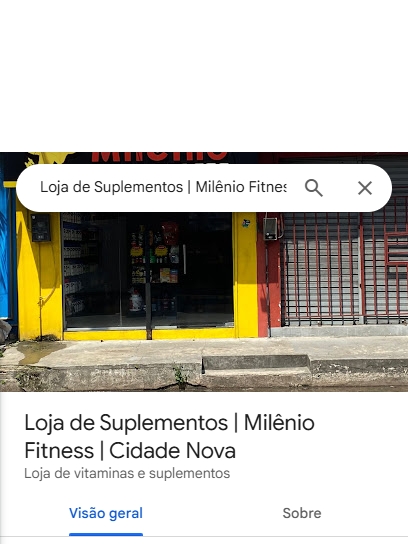 Milênio
Loja de Suplementos | Milênio Fitnes
Loja de Suplementos | Milênio
Fitness | Cidade Nova
Loja de vitaminas e suplementos
Visão geral
Sobre